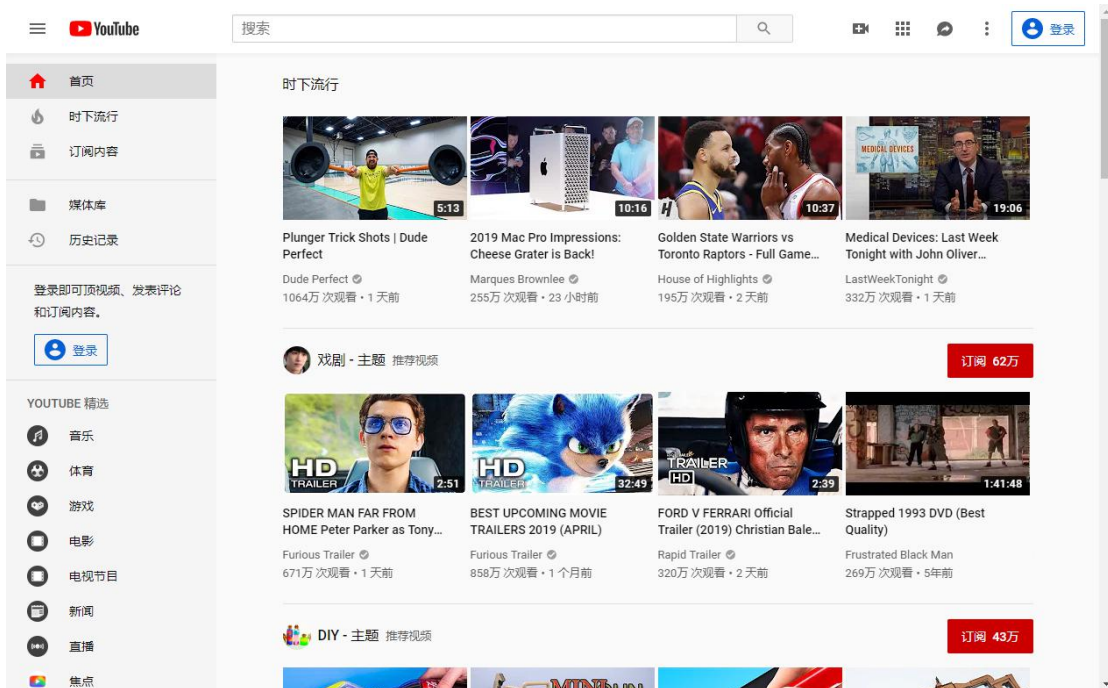 YouTube
搜索
登录
首页
时下流行
订阅内容
媒体库
历史记录
登录即可顶视频、发表评论
和订阅内容。
登录
YOUTUBE 精选
音乐
体育
游戏
电影
电视节目
新闻
直播
焦点
时下流行
5:13
10:16
10:37
MEDICAL DEVICES
19:06
Plunger Trick Shots | Dude
Perfect
Dude Perfect
1064万 次观看 • 1 天前
2019 Mac Pro Impressions:
Cheese Grater is Back!
Marques Brownlee
255万 次观看 • 23 小时前
Golden State Warriors vs
Toronto Raptors - Full Game...
House of Highlights
195万 次观看 • 2 天前
Medical Devices: Last Week
Tonight with John Oliver...
LastWeekTonight
332万 次观看 • 1 天前
戏剧 - 主题 推荐视频
订阅 62万
HD
TRAILER
2:51
HD
TRAILER
32:49
TRAILER
HD
2:39
1:41:48
SPIDER MAN FAR FROM
HOME Peter Parker as Tony...
Furious Trailer
671万 次观看 • 1 天前
BEST UPCOMING MOVIE
TRAILERS 2019 (APRIL)
Furious Trailer
858万 次观看 • 1 个月前
FORD V FERRARI Official
Trailer (2019) Christian Bale...
Rapid Trailer
320万 次观看 • 2 天前
Strapped 1993 DVD (Best
Quality)
Frustrated Black Man
269万 次观看 • 5年前
DIY - 主题 推荐视频
订阅 43万
MINI